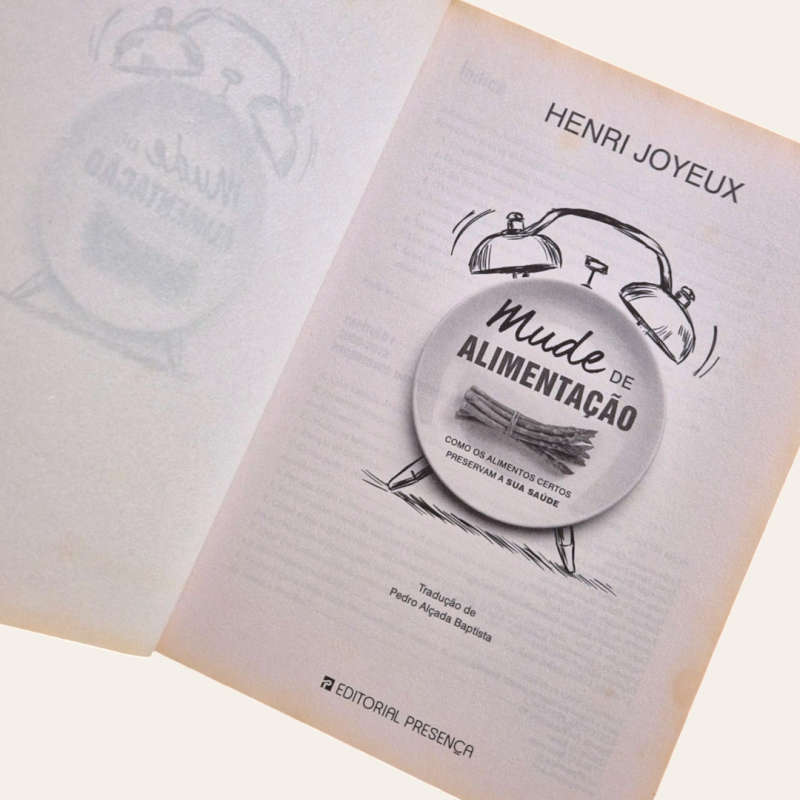 HENRI JOYEUX
Mude DE
ALIMENTAÇÃO
COMO OS ALIMENTOS CERTOS
PRESERVAM A SUA SAÚDE
Tradução de
Pedro Alçada Baptista
EDITORIAL PRESENÇA
Índice